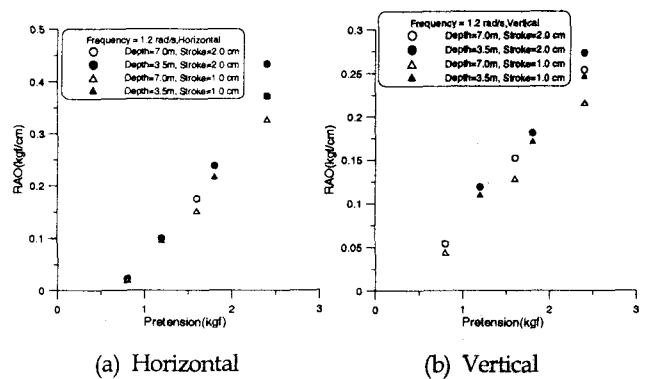 Frequency = 1.2 rad/s,Horizontal
Depth=7.0m, Stroke=2.0 cm
Depth=3.5m, Stroke=2.0 cm
Depth=7.0m, Stroke=1.0 cm
Depth=3.5m, Stroke=1.0 cm
0.5
0.4
0.3
0.2
0.1
0
RAO(kgf/cm)
0 1 2 3
Pretension(kgf)
(a) Horizontal
Frequency = 1.2 rad/s,Vertical
Depth=7.0m, Stroke=2.0 cm
Depth=3.5m, Stroke=2.0 cm
Depth=7.0m, Stroke=1.0 cm
Depth=3.5m, Stroke=1.0 cm
0.3
0.25
0.2
0.15
0.1
0.05
0
RAO(kgf/cm)
0 1 2 3
Pretension(kgf)
(b) Vertical